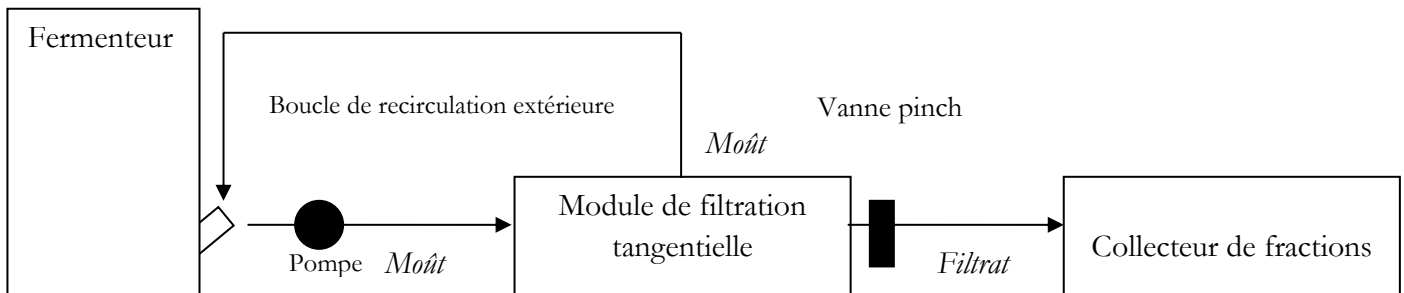 Fermenteur
Boucle de recirculation extérieure
Vanne pinch
Moût
Module de filtration
tangentielle
Pompe
Moût
Filtrat
Collecteur de fractions